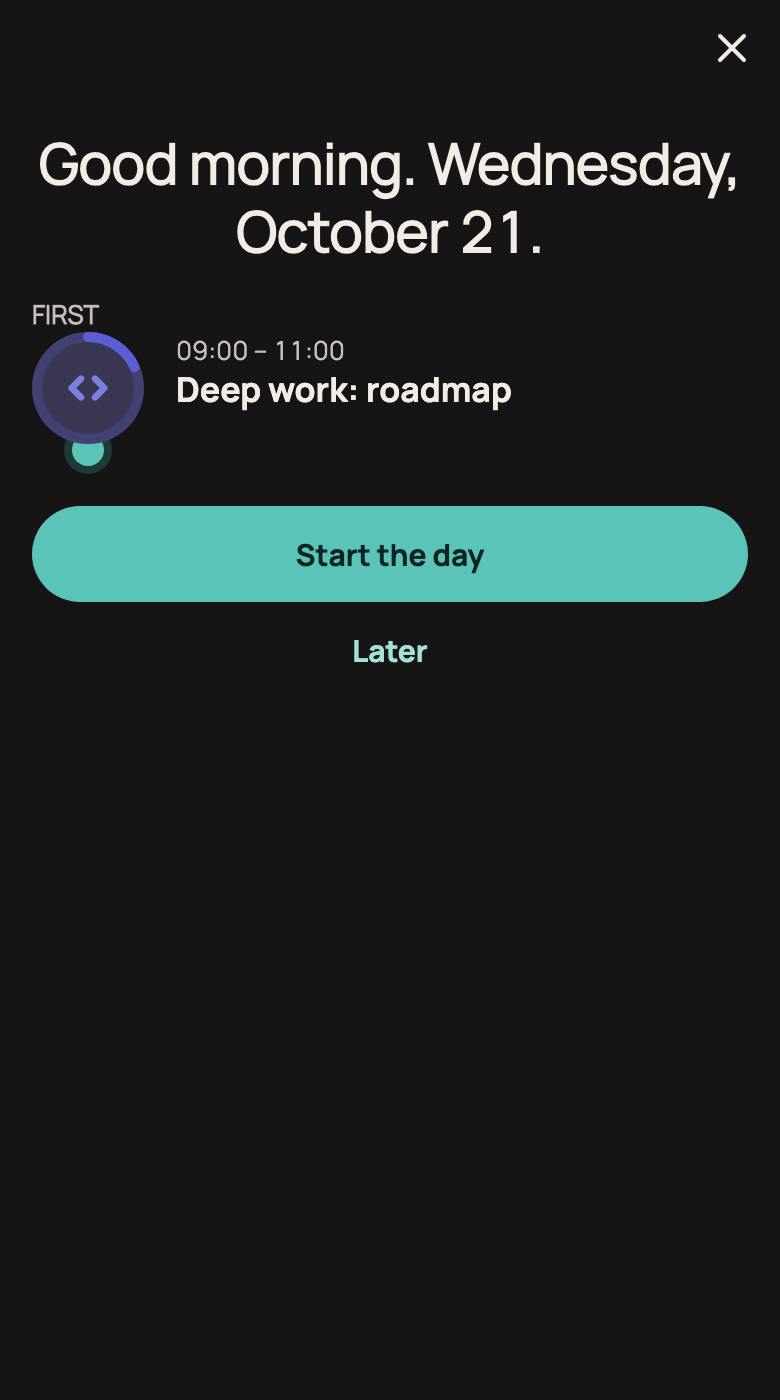 Good morning. Wednesday,
October 21.
FIRST
09:00 – 11:00
Deep work: roadmap
Start the day
Later